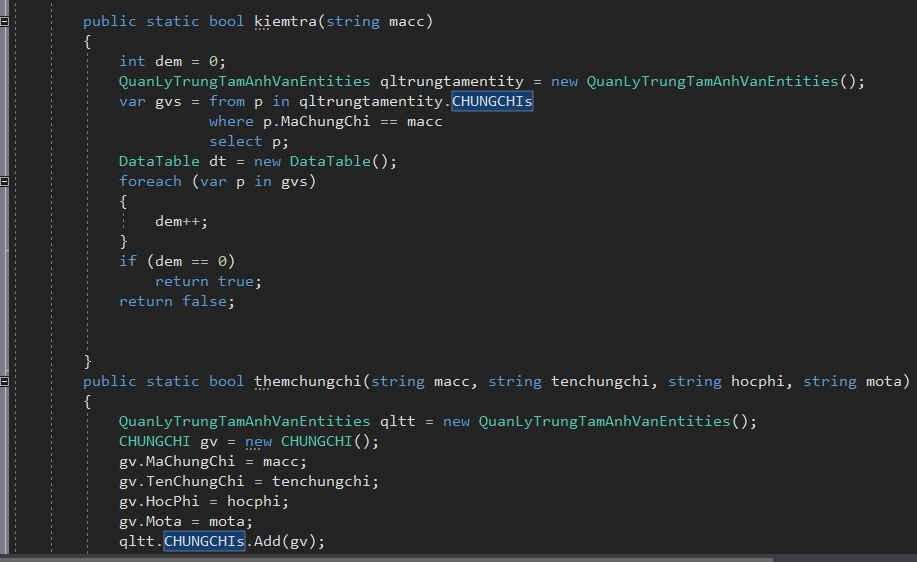 public static bool kiemtra(string macc)
{
int dem = 0;
QuanLyTrungTamAnhVanEntities qltrungtamentity = new QuanLyTrungTamAnhVanEntities();
var gvs = from p in qltrungtamentity.CHUNGCHIs
where p.MaChungChi == macc
select p;
DataTable dt = new DataTable();
foreach (var p in gvs)
{
dem++;
}
if (dem == 0)
return true;
return false;
}
public static bool themchungchi(string macc, string tenchungchi, string hocphi, string mota)
{
QuanLyTrungTamAnhVanEntities qltt = new QuanLyTrungTamAnhVanEntities();
CHUNGCHI gv = new CHUNGCHI();
gv.MaChungChi = macc;
gv.TenChungChi = tenchungchi;
gv.HocPhi = hocphi;
gv.Mota = mota;
qltt.CHUNGCHIs.Add(gv);